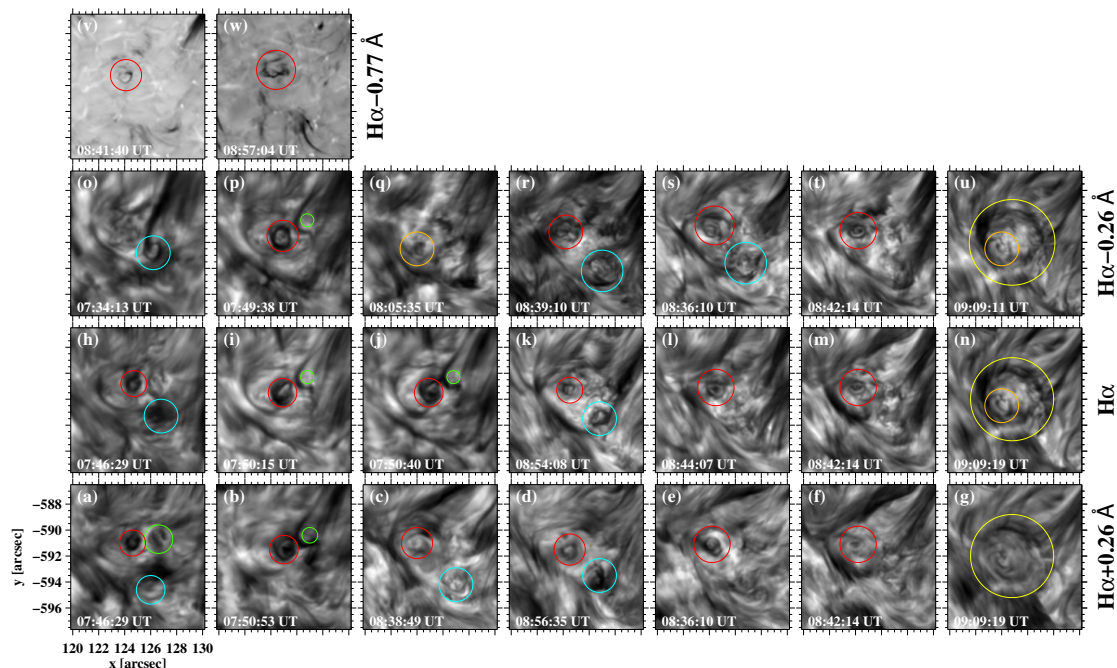 (v) (w)
08:41:40 UT 08:57:04 UT
Hα−0.77 Å
(o) (p) (q) (r) (s) (t) (u)
07:34:13 UT 07:49:38 UT 08:05:35 UT 08:39:10 UT 08:36:10 UT 08:42:14 UT 09:09:11 UT
Hα−0.26 Å
(h) (i) (j) (k) (l) (m) (n)
07:46:29 UT 07:50:15 UT 07:50:40 UT 08:54:08 UT 08:44:07 UT 08:42:14 UT 09:09:19 UT
Hα
(a) (b) (c) (d) (e) (f) (g)
−588
−590
−592
−594
−596
y [arcsec]
07:46:29 UT 07:50:53 UT 08:38:49 UT 08:56:35 UT 08:36:10 UT 08:42:14 UT 09:09:19 UT
Hα+0.26 Å
120 122 124 126 128 130
x [arcsec]